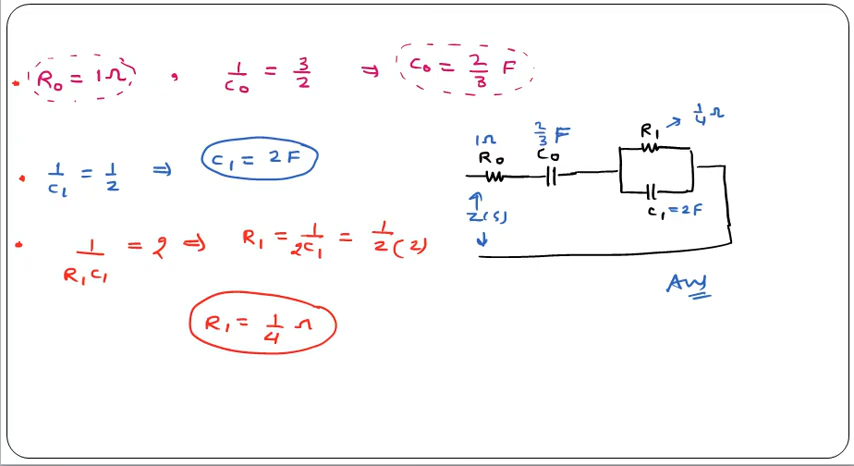 • R₀ = 1Ω , 1/C₀ = 3/2 ⇒ C₀ = 2/3 F
• 1/C₁ = 1/2 ⇒ C₁ = 2F
• 1/R₁C₁ = 2 ⇒ R₁ = 1/2C₁ = 1/2(2)
R₁ = 1/4 Ω
R₁ → 1/4 Ω
1Ω 2/3 F
R₀ C₀
C₁ = 2F
Z(s)
Ans